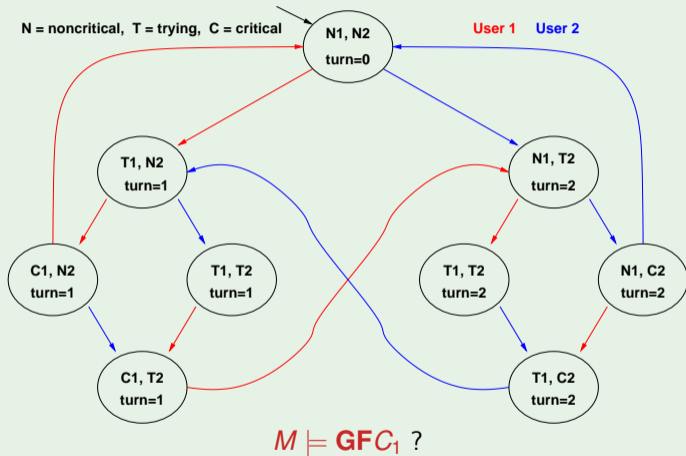 N = noncritical, T = trying, C = critical
User 1 User 2
N1, N2
turn=0
T1, N2
turn=1
N1, T2
turn=2
C1, N2
turn=1
T1, T2
turn=1
T1, T2
turn=2
N1, C2
turn=2
C1, T2
turn=1
T1, C2
turn=2
M ⊨ GFC₁ ?